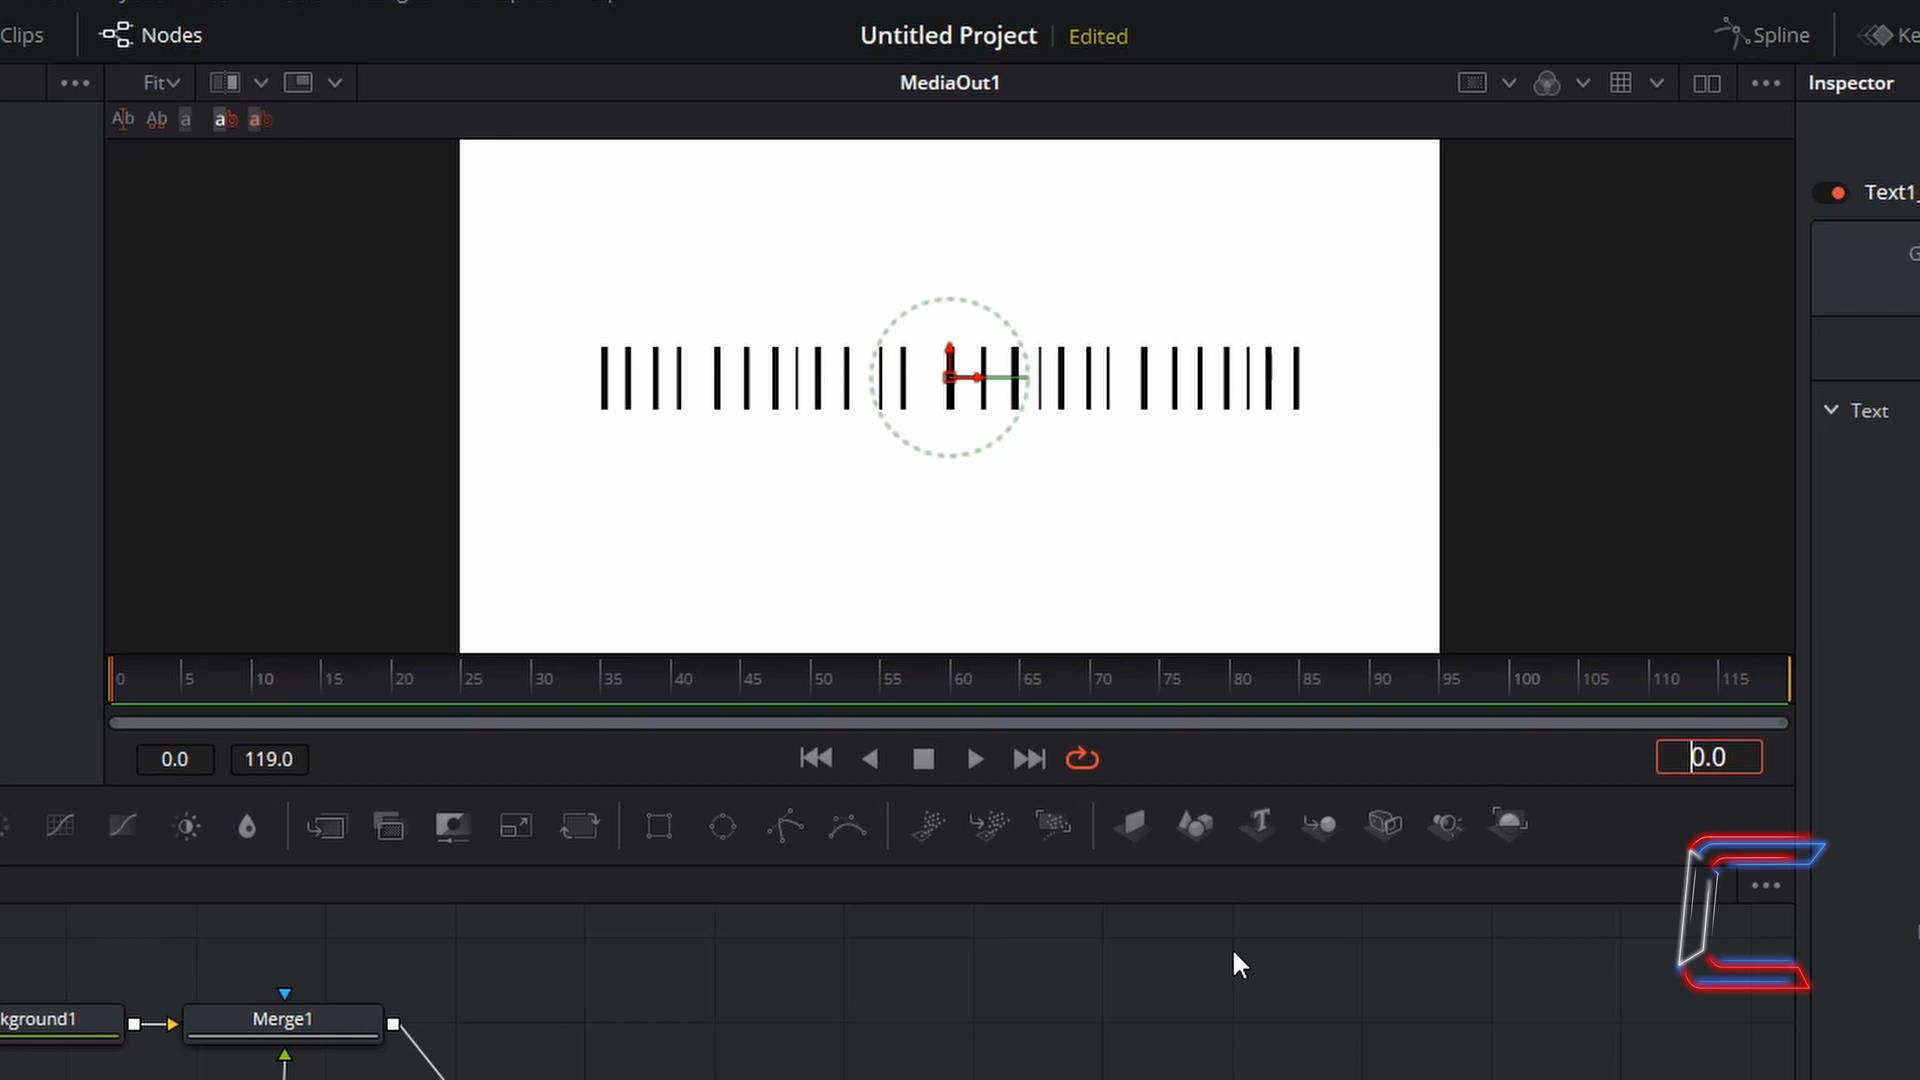 Clips
Nodes
Untitled Project
Edited
Spline
Ke
Fit
MediaOut1
Inspector
Ab Ab a ab ab
Text1_
G
Text
0 5 10 15 20 25 30 35 40 45 50 55 60 65 70 75 80 85 90 95 100 105 110 115
0.0
119.0
0.0
T
kground1
Merge1